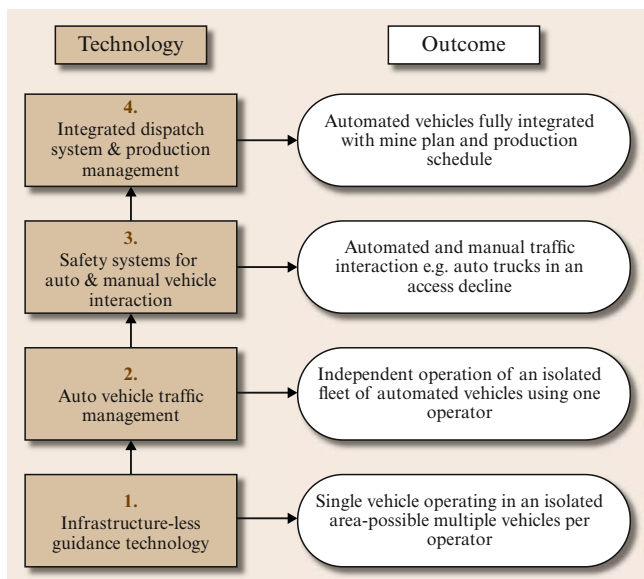 Technology
Outcome
4.
Integrated dispatch
system & production
management
Automated vehicles fully integrated
with mine plan and production
schedule
3.
Safety systems for
auto & manual vehicle
interaction
Automated and manual traffic
interaction e.g. auto trucks in an
access decline
2.
Auto vehicle traffic
management
Independent operation of an isolated
fleet of automated vehicles using one
operator
1.
Infrastructure-less
guidance technology
Single vehicle operating in an isolated
area-possible multiple vehicles per
operator